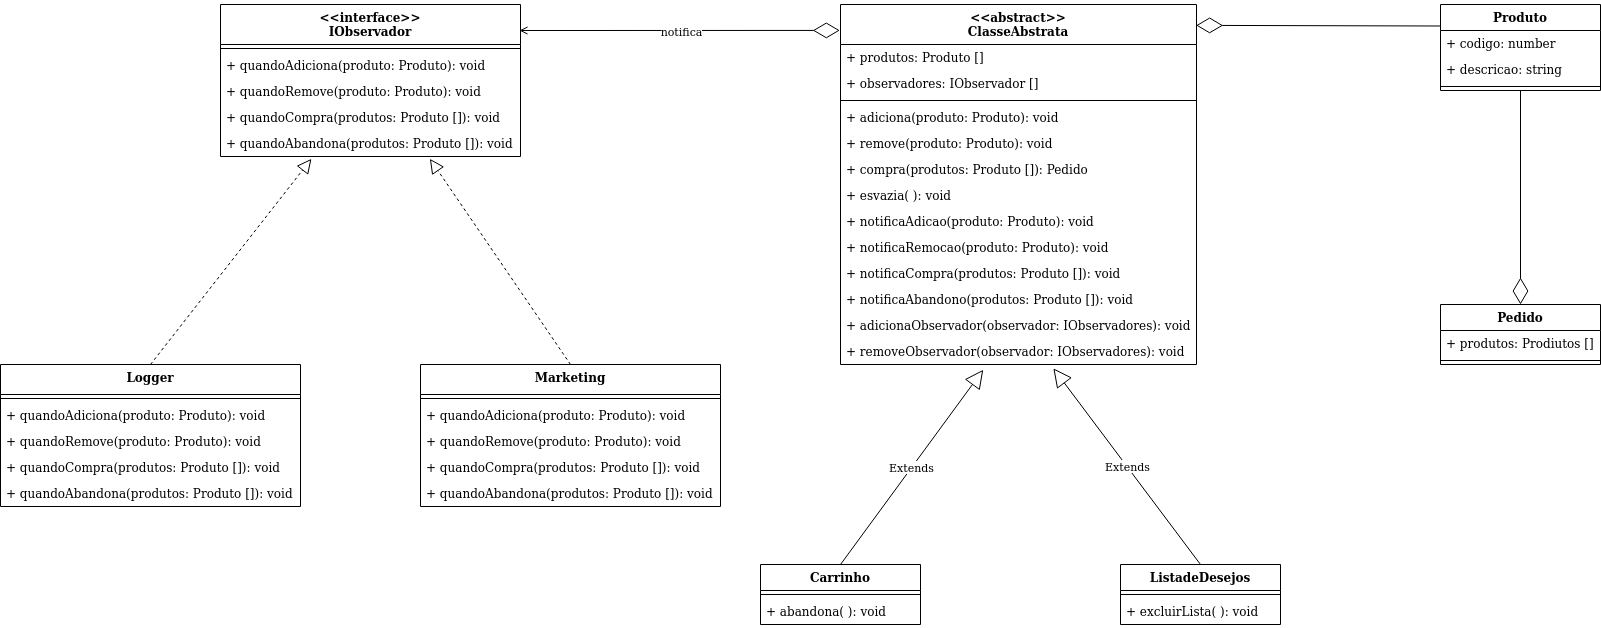 <<interface>>
IObservador
+ quandoAdiciona(produto: Produto): void
+ quandoRemove(produto: Produto): void
+ quandoCompra(produtos: Produto []): void
+ quandoAbandona(produtos: Produto []): void
notifica
<<abstract>>
ClasseAbstrata
+ produtos: Produto []
+ observadores: IObservador []
+ adiciona(produto: Produto): void
+ remove(produto: Produto): void
+ compra(produtos: Produto []): Pedido
+ esvazia( ): void
+ notificaAdicao(produto: Produto): void
+ notificaRemocao(produto: Produto): void
+ notificaCompra(produtos: Produto []): void
+ notificaAbandono(produtos: Produto []): void
+ adicionaObservador(observador: IObservadores): void
+ removeObservador(observador: IObservadores): void
Produto
+ codigo: number
+ descricao: string
Pedido
+ produtos: Prodiutos []
Logger
+ quandoAdiciona(produto: Produto): void
+ quandoRemove(produto: Produto): void
+ quandoCompra(produtos: Produto []): void
+ quandoAbandona(produtos: Produto []): void
Marketing
+ quandoAdiciona(produto: Produto): void
+ quandoRemove(produto: Produto): void
+ quandoCompra(produtos: Produto []): void
+ quandoAbandona(produtos: Produto []): void
Extends
Extends
Carrinho
+ abandona( ): void
ListadeDesejos
+ excluirLista( ): void